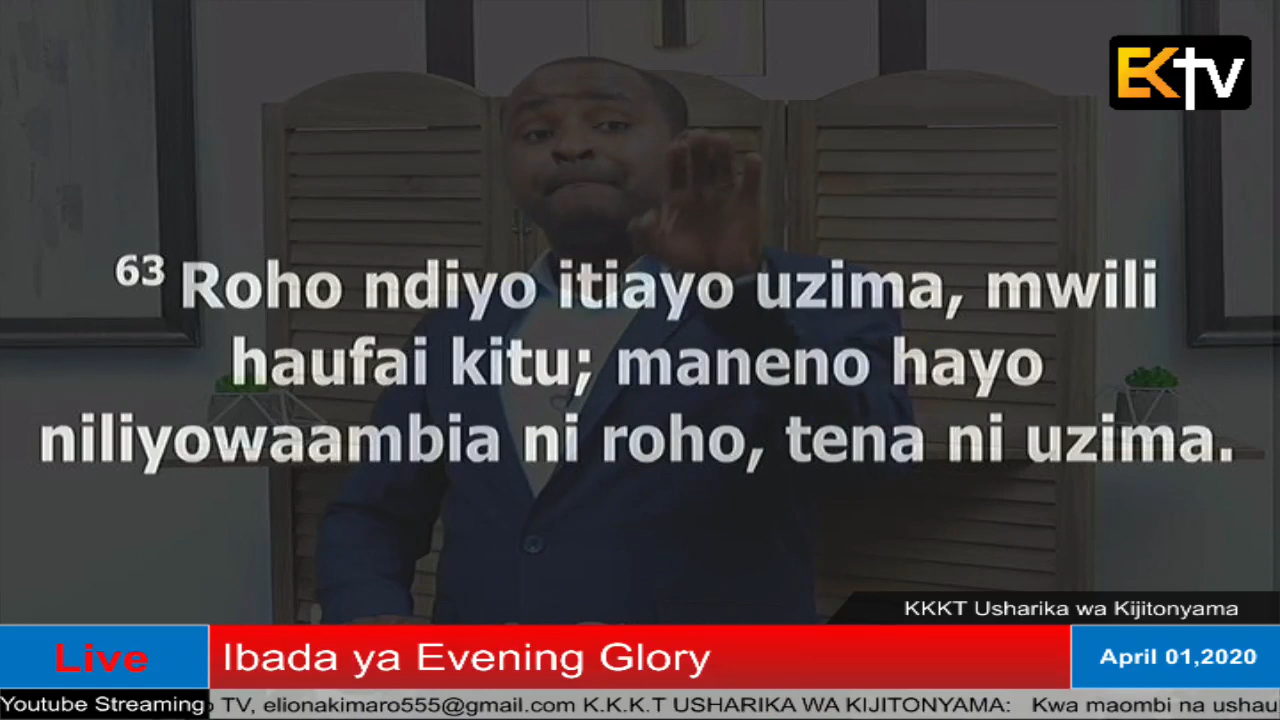 EKTV
63 Roho ndiyo itiayo uzima, mwili
haufai kitu; maneno hayo
niliyowaambia ni roho, tena ni uzima.
KKKT Usharika wa Kijitonyama
Live
Ibada ya Evening Glory
April 01,2020
Youtube Streaming
TV, elionakimaro555@gmail.com K.K.K.T USHARIKA WA KIJITONYAMA: Kwa maombi na ushau